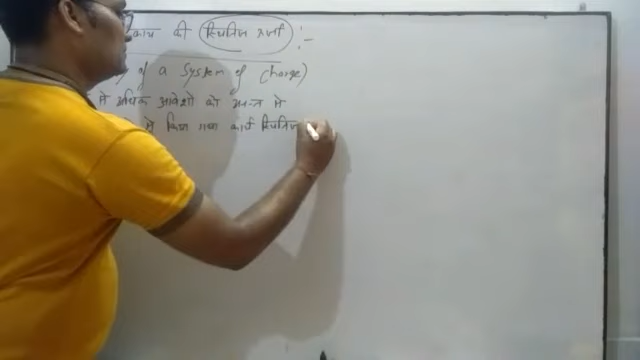 निकाय की स्थितिज ऊर्जा :-
of a System of Charge)
से अधिक आवेशों को अनन्त से
में किया गया कार्य स्थितिज